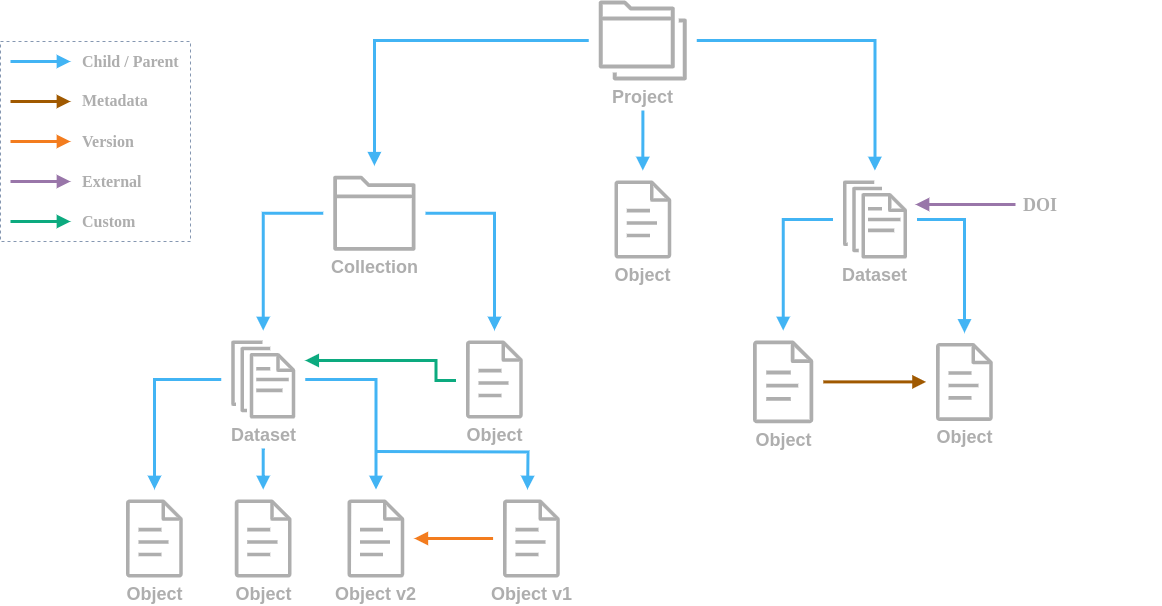 Project
Child / Parent
Metadata
Version
External
Custom
DOI
Collection
Object
Dataset
Dataset
Object
Object
Object
Object
Object
Object v2
Object v1